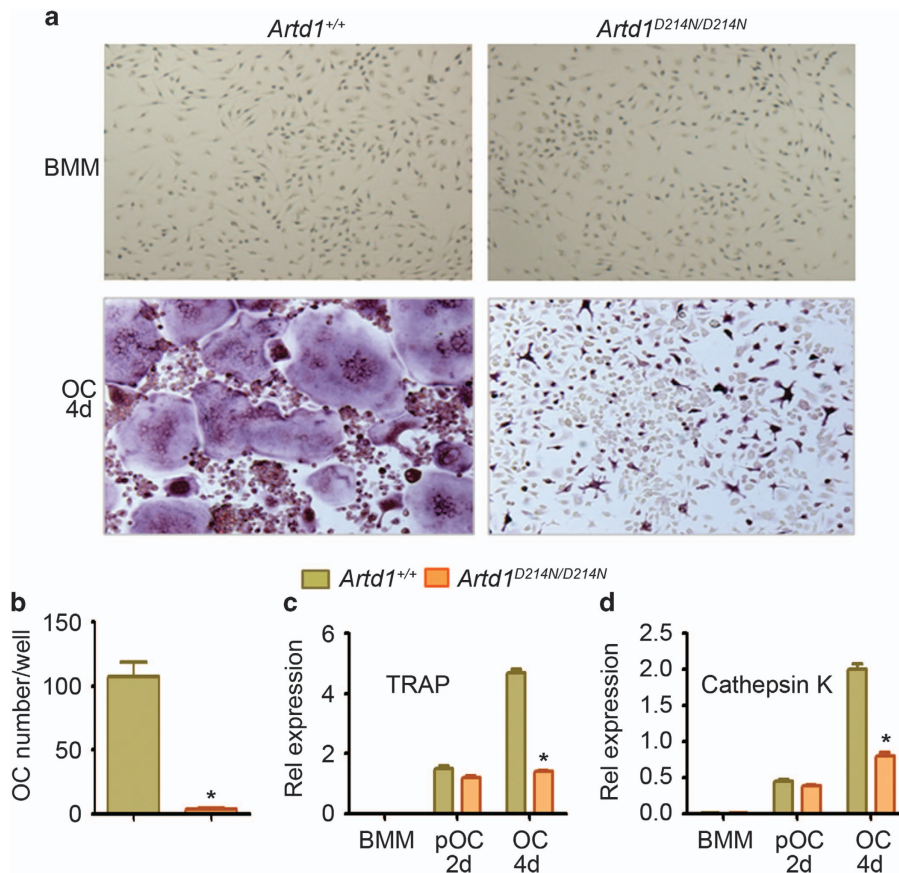 a
Artd1+/+ Artd1D214N/D214N
BMM
OC
4d
Artd1+/+ Artd1D214N/D214N
b
OC number/well
150
100
50
0
*
c
Rel expression
6
4
2
0
TRAP
*
BMM pOC OC
2d 4d
d
Rel expression
2.5
2.0
1.5
1.0
0.5
0.0
Cathepsin K
*
BMM pOC OC
2d 4d